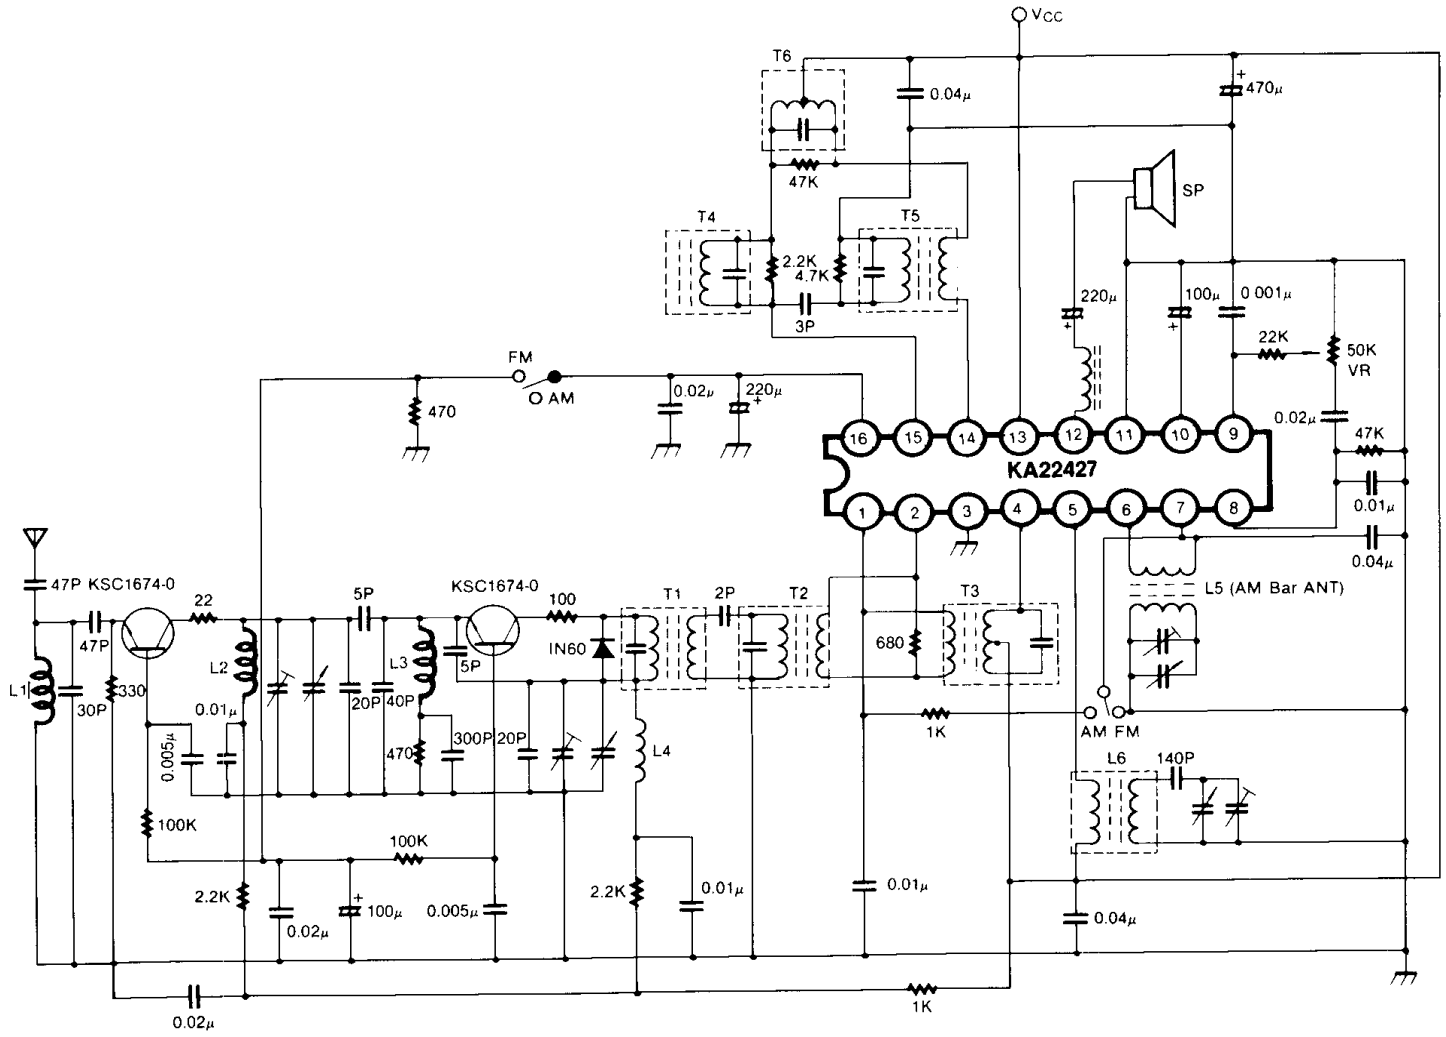 VCC
T6
0.04µ
+
470µ
47K
SP
T4
T5
2.2K
4.7K
3P
220µ
+
100µ
+
0 001µ
22K
50K
VR
FM
AM
470
0.02µ
220µ
+
0.02µ
47K
16
15
14
13
12
11
10
9
KA22427
1
2
3
4
5
6
7
8
0.01µ
0.04µ
47P
KSC1674-0
22
5P
KSC1674-0
100
T1
2P
T2
T3
L5 (AM Bar ANT)
47P
L2
L3
5P
IN60
680
L1
30P
330
20P
40P
0.01µ
0.005µ
470
300P
20P
L4
1K
AM FM
L6
140P
100K
100K
2.2K
0.02µ
+
100µ
0.005µ
2.2K
0.01µ
0.01µ
0.04µ
0.02µ
1K